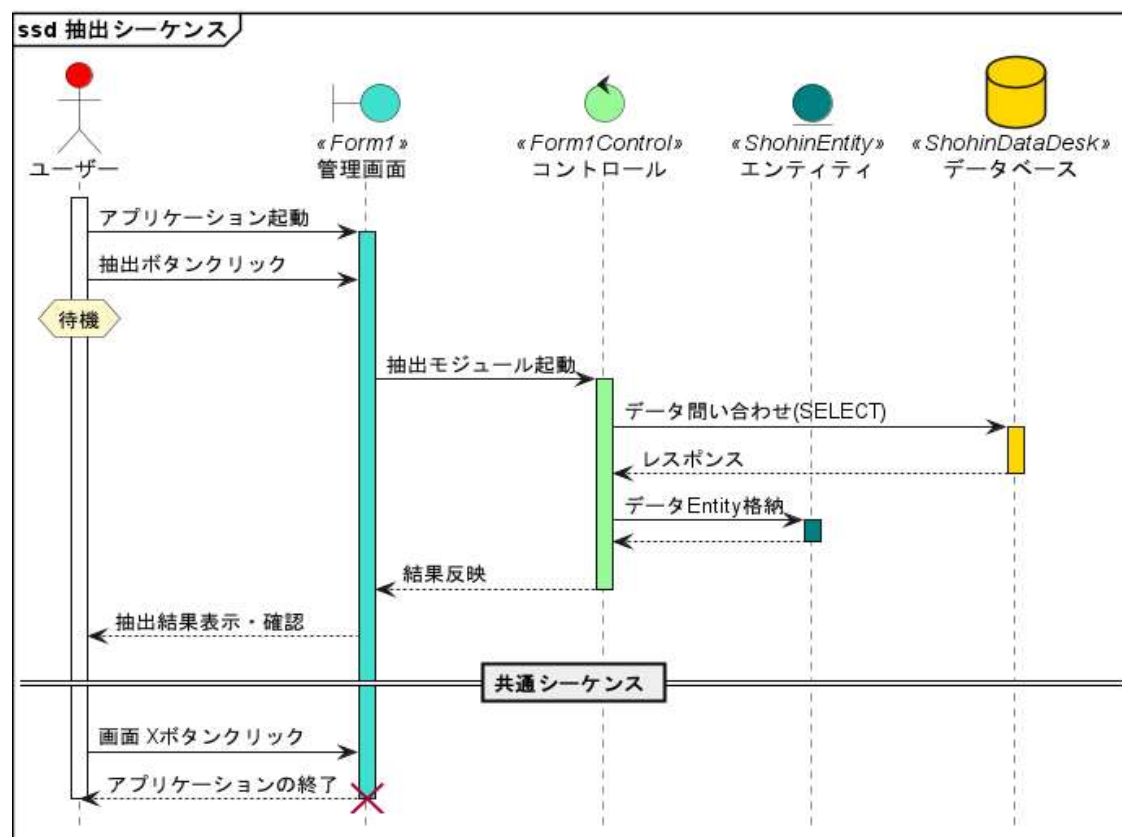 ssd 抽出シーケンス
ユーザー
«Form1»
管理画面
«Form1Control»
コントロール
«ShohinEntity»
エンティティ
«ShohinDataDesk»
データベース
アプリケーション起動
抽出ボタンクリック
待機
抽出モジュール起動
データ問い合わせ(SELECT)
レスポンス
データEntity格納
結果反映
抽出結果表示・確認
共通シーケンス
画面 Xボタンクリック
アプリケーションの終了